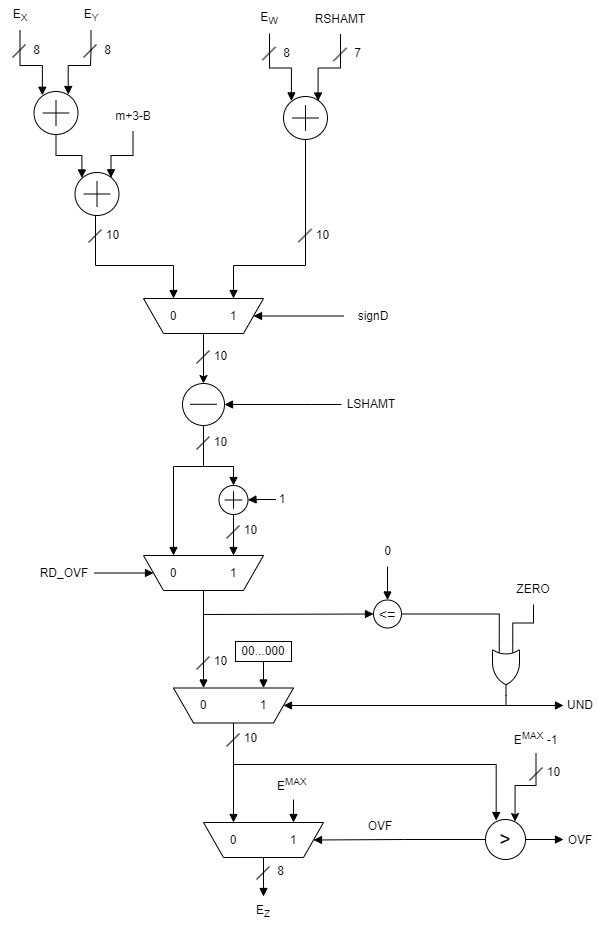 E_X E_Y E_W RSHAMT
8 8 8 7
m+3-B
10 10
0 1 signD
10
LSHAMT
10
1
10
RD_OVF 0 1
0
ZERO
<=
10 00...000
0 1 UND
10 E^MAX -1
10
E^MAX
OVF
0 1 > OVF
8
E_Z